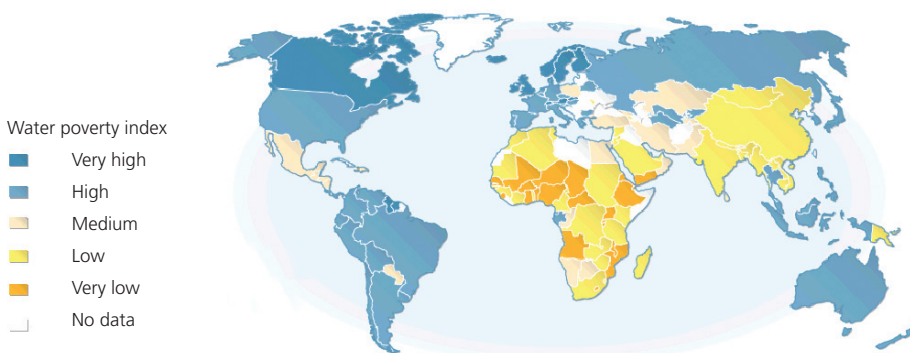 Water poverty index
Very high
High
Medium
Low
Very low
No data